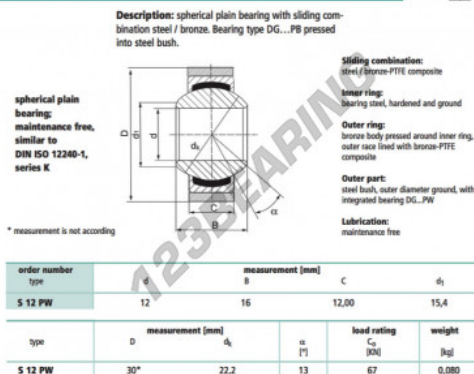 Description: spherical plain bearing with sliding com-
bination steel / bronze. Bearing type DG...PB pressed
into steel bush.
spherical plain
bearing;
maintenance free,
similar to
DIN ISO 12240-1,
series K
* measurement is not according
D
d₁
d
dₖ
C
B
α
Sliding combination:
steel / bronze-PTFE composite
Inner ring:
bearing steel, hardened and ground
Outer ring:
bronze body pressed around inner ring,
outer race lined with bronze-PTFE
composite
Outer part:
steel bush, outer diameter ground, with
integrated bearing DG...PW
Lubrication:
maintenance free
123BEARING
order number measurement [mm]
type d B C d₁
S 12 PW 12 16 12,00 15,4
measurement [mm] load rating weight
type D dₖ α C₀
[°] [KN] [kg]
S 12 PW 30* 22,2 13 67 0,080